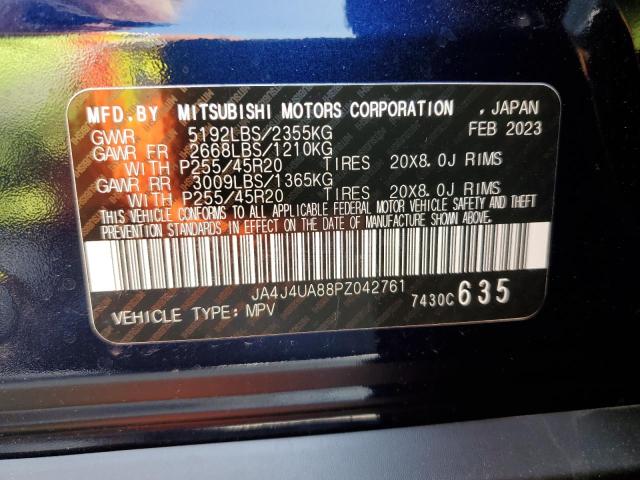 MFD.BY MITSUBISHI MOTORS CORPORATION , JAPAN
GVWR 5192LBS/2355KG FEB 2023
GAWR FR 2668LBS/1210KG
WITH P255/45R20 TIRES 20X8.0J RIMS
GAWR RR 3009LBS/1365KG
WITH P255/45R20 TIRES 20X8.0J RIMS
THIS VEHICLE CONFORMS TO ALL APPLICABLE FEDERAL MOTOR VEHICLE SAFETY AND THEFT
PREVENTION STANDARDS IN EFFECT ON THE DATE OF MANUFACTURE SHOWN ABOVE.
JA4J4UA88PZ042761
7430C 635
VEHICLE TYPE: MPV